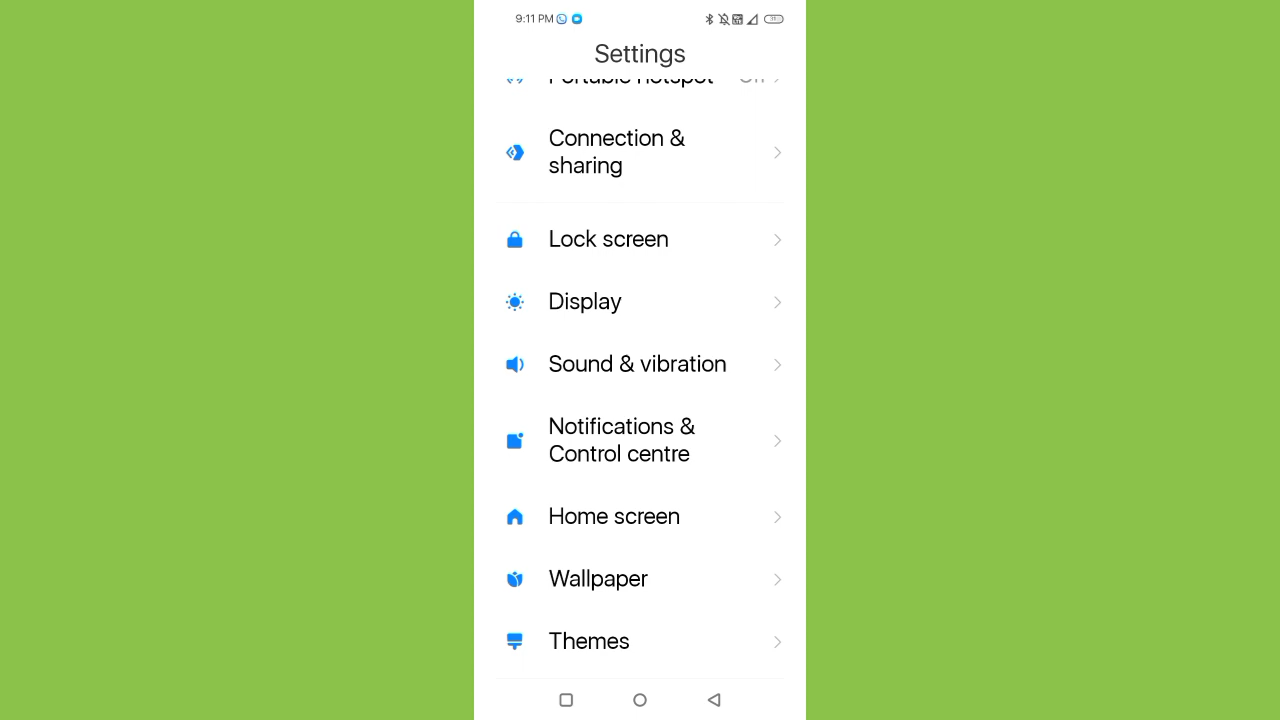 9:11 PM
Settings
Portable hotspot
Connection &
sharing
Lock screen
Display
Sound & vibration
Notifications &
Control centre
Home screen
Wallpaper
Themes